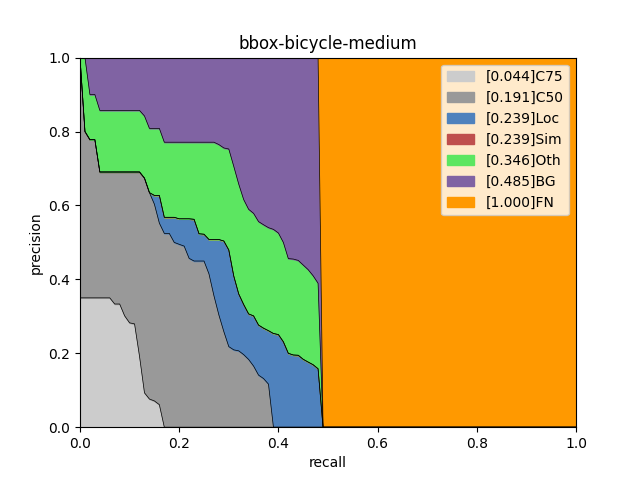 bbox-bicycle-medium
1.0
0.8
0.6
0.4
0.2
0.0
precision
[0.044]C75
[0.191]C50
[0.239]Loc
[0.239]Sim
[0.346]Oth
[0.485]BG
[1.000]FN
0.0 0.2 0.4 0.6 0.8 1.0
recall